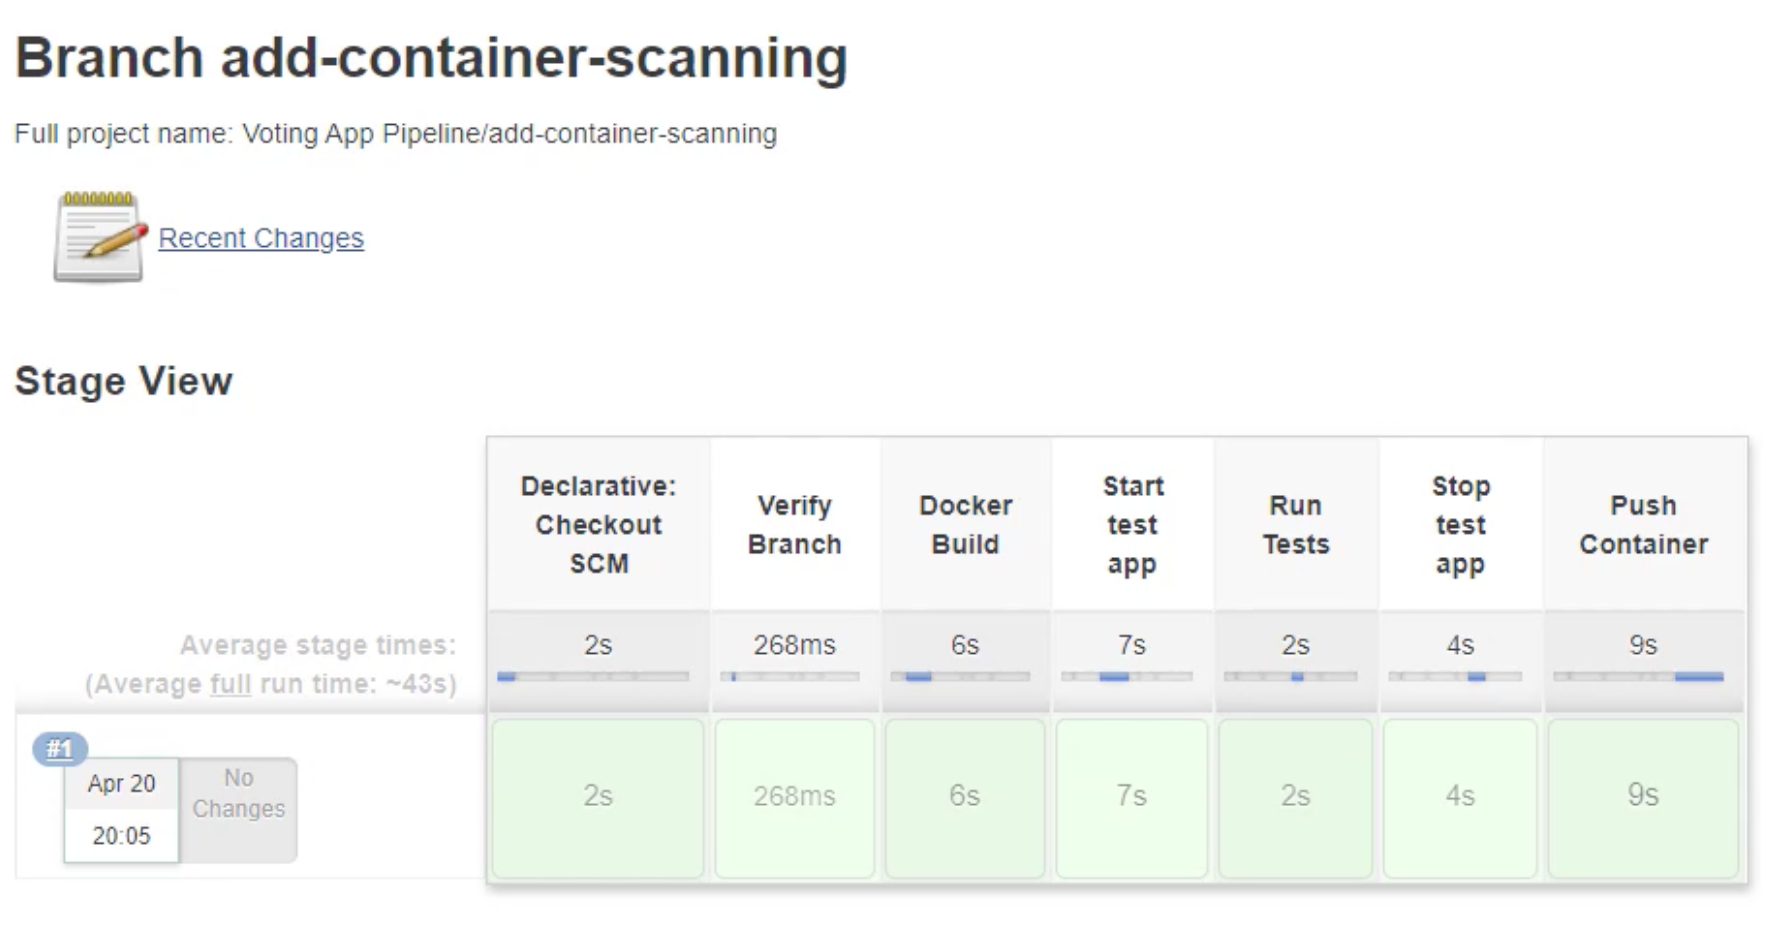 Branch add-container-scanning
Full project name: Voting App Pipeline/add-container-scanning
Recent Changes
Stage View
Declarative:
Checkout
SCM
Verify
Branch
Docker
Build
Start
test
app
Run
Tests
Stop
test
app
Push
Container
Average stage times:
(Average full run time: ~43s)
2s
268ms
6s
7s
2s
4s
9s
#1
Apr 20
20:05
No
Changes
2s
268ms
6s
7s
2s
4s
9s